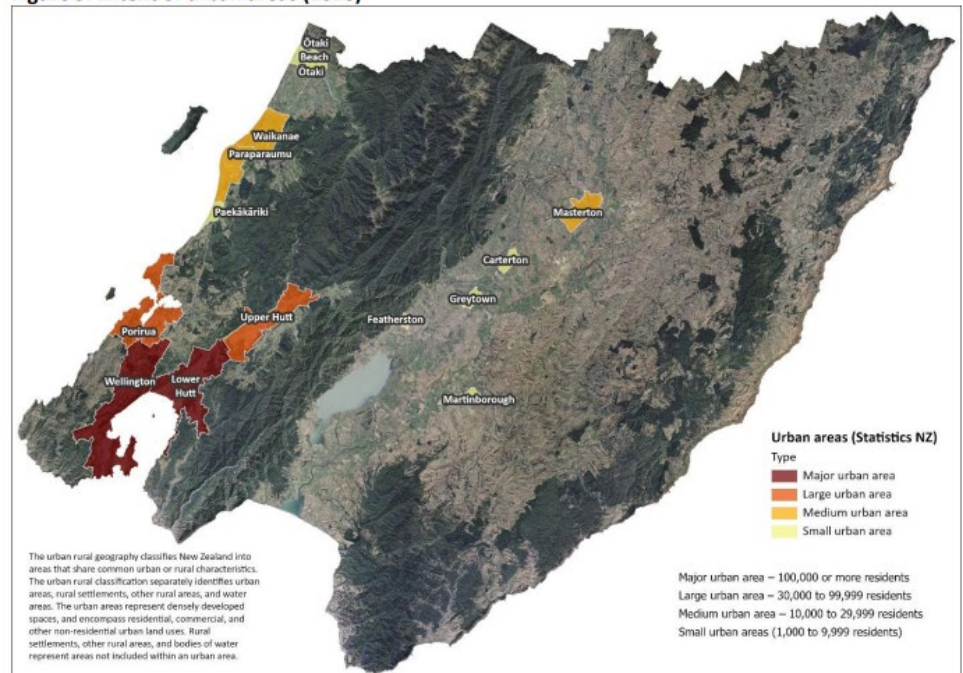 Ōtaki
Beach
Ōtaki
Waikanae
Paraparaumu
Paekākāriki
Masterton
Carterton
Greytown
Featherston
Upper Hutt
Porirua
Wellington
Lower
Hutt
Martinborough
Urban areas (Statistics NZ)
Type
Major urban area
Large urban area
Medium urban area
Small urban area
The urban rural geography classifies New Zealand into
areas that share common urban or rural characteristics.
The urban rural classification separately identifies urban
areas, rural settlements, other rural areas, and water
areas. The urban areas represent densely developed
spaces, and encompass residential, commercial, and
other non-residential urban land uses. Rural
settlements, other rural areas, and bodies of water
represent areas not included within an urban area.
Major urban area – 100,000 or more residents
Large urban area – 30,000 to 99,999 residents
Medium urban area – 10,000 to 29,999 residents
Small urban areas (1,000 to 9,999 residents)